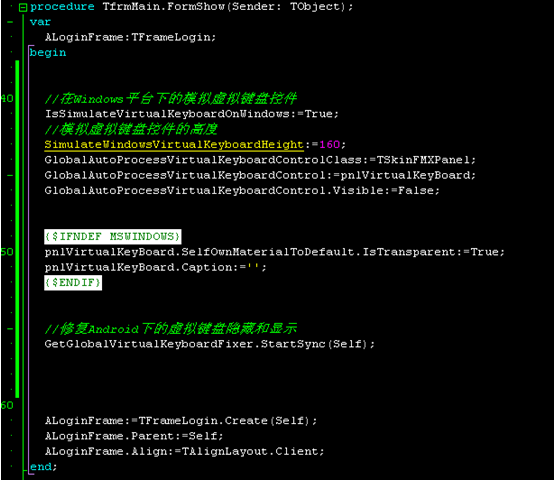 procedure TfrmMain.FormShow(Sender: TObject);
var
ALoginFrame:TFrameLogin;
begin
40 //在Windows平台下的模拟虚拟键盘控件
IsSimulateVirtualKeyboardOnWindows:=True;
//模拟虚拟键盘控件的高度
SimulateWindowsVirtualKeyboardHeight:=160;
GlobalAutoProcessVirtualKeyboardControlClass:=TSkinFMXPanel;
GlobalAutoProcessVirtualKeyboardControl:=pnlVirtualKeyBoard;
GlobalAutoProcessVirtualKeyboardControl.Visible:=False;
{$IFNDEF MSWINDOWS}
50 pnlVirtualKeyBoard.SelfOwnMaterialToDefault.IsTransparent:=True;
pnlVirtualKeyBoard.Caption:='';
{$ENDIF}
//修复Android下的虚拟键盘隐藏和显示
GetGlobalVirtualKeyboardFixer.StartSync(Self);
60
ALoginFrame:=TFrameLogin.Create(Self);
ALoginFrame.Parent:=Self;
ALoginFrame.Align:=TAlignLayout.Client;
end;